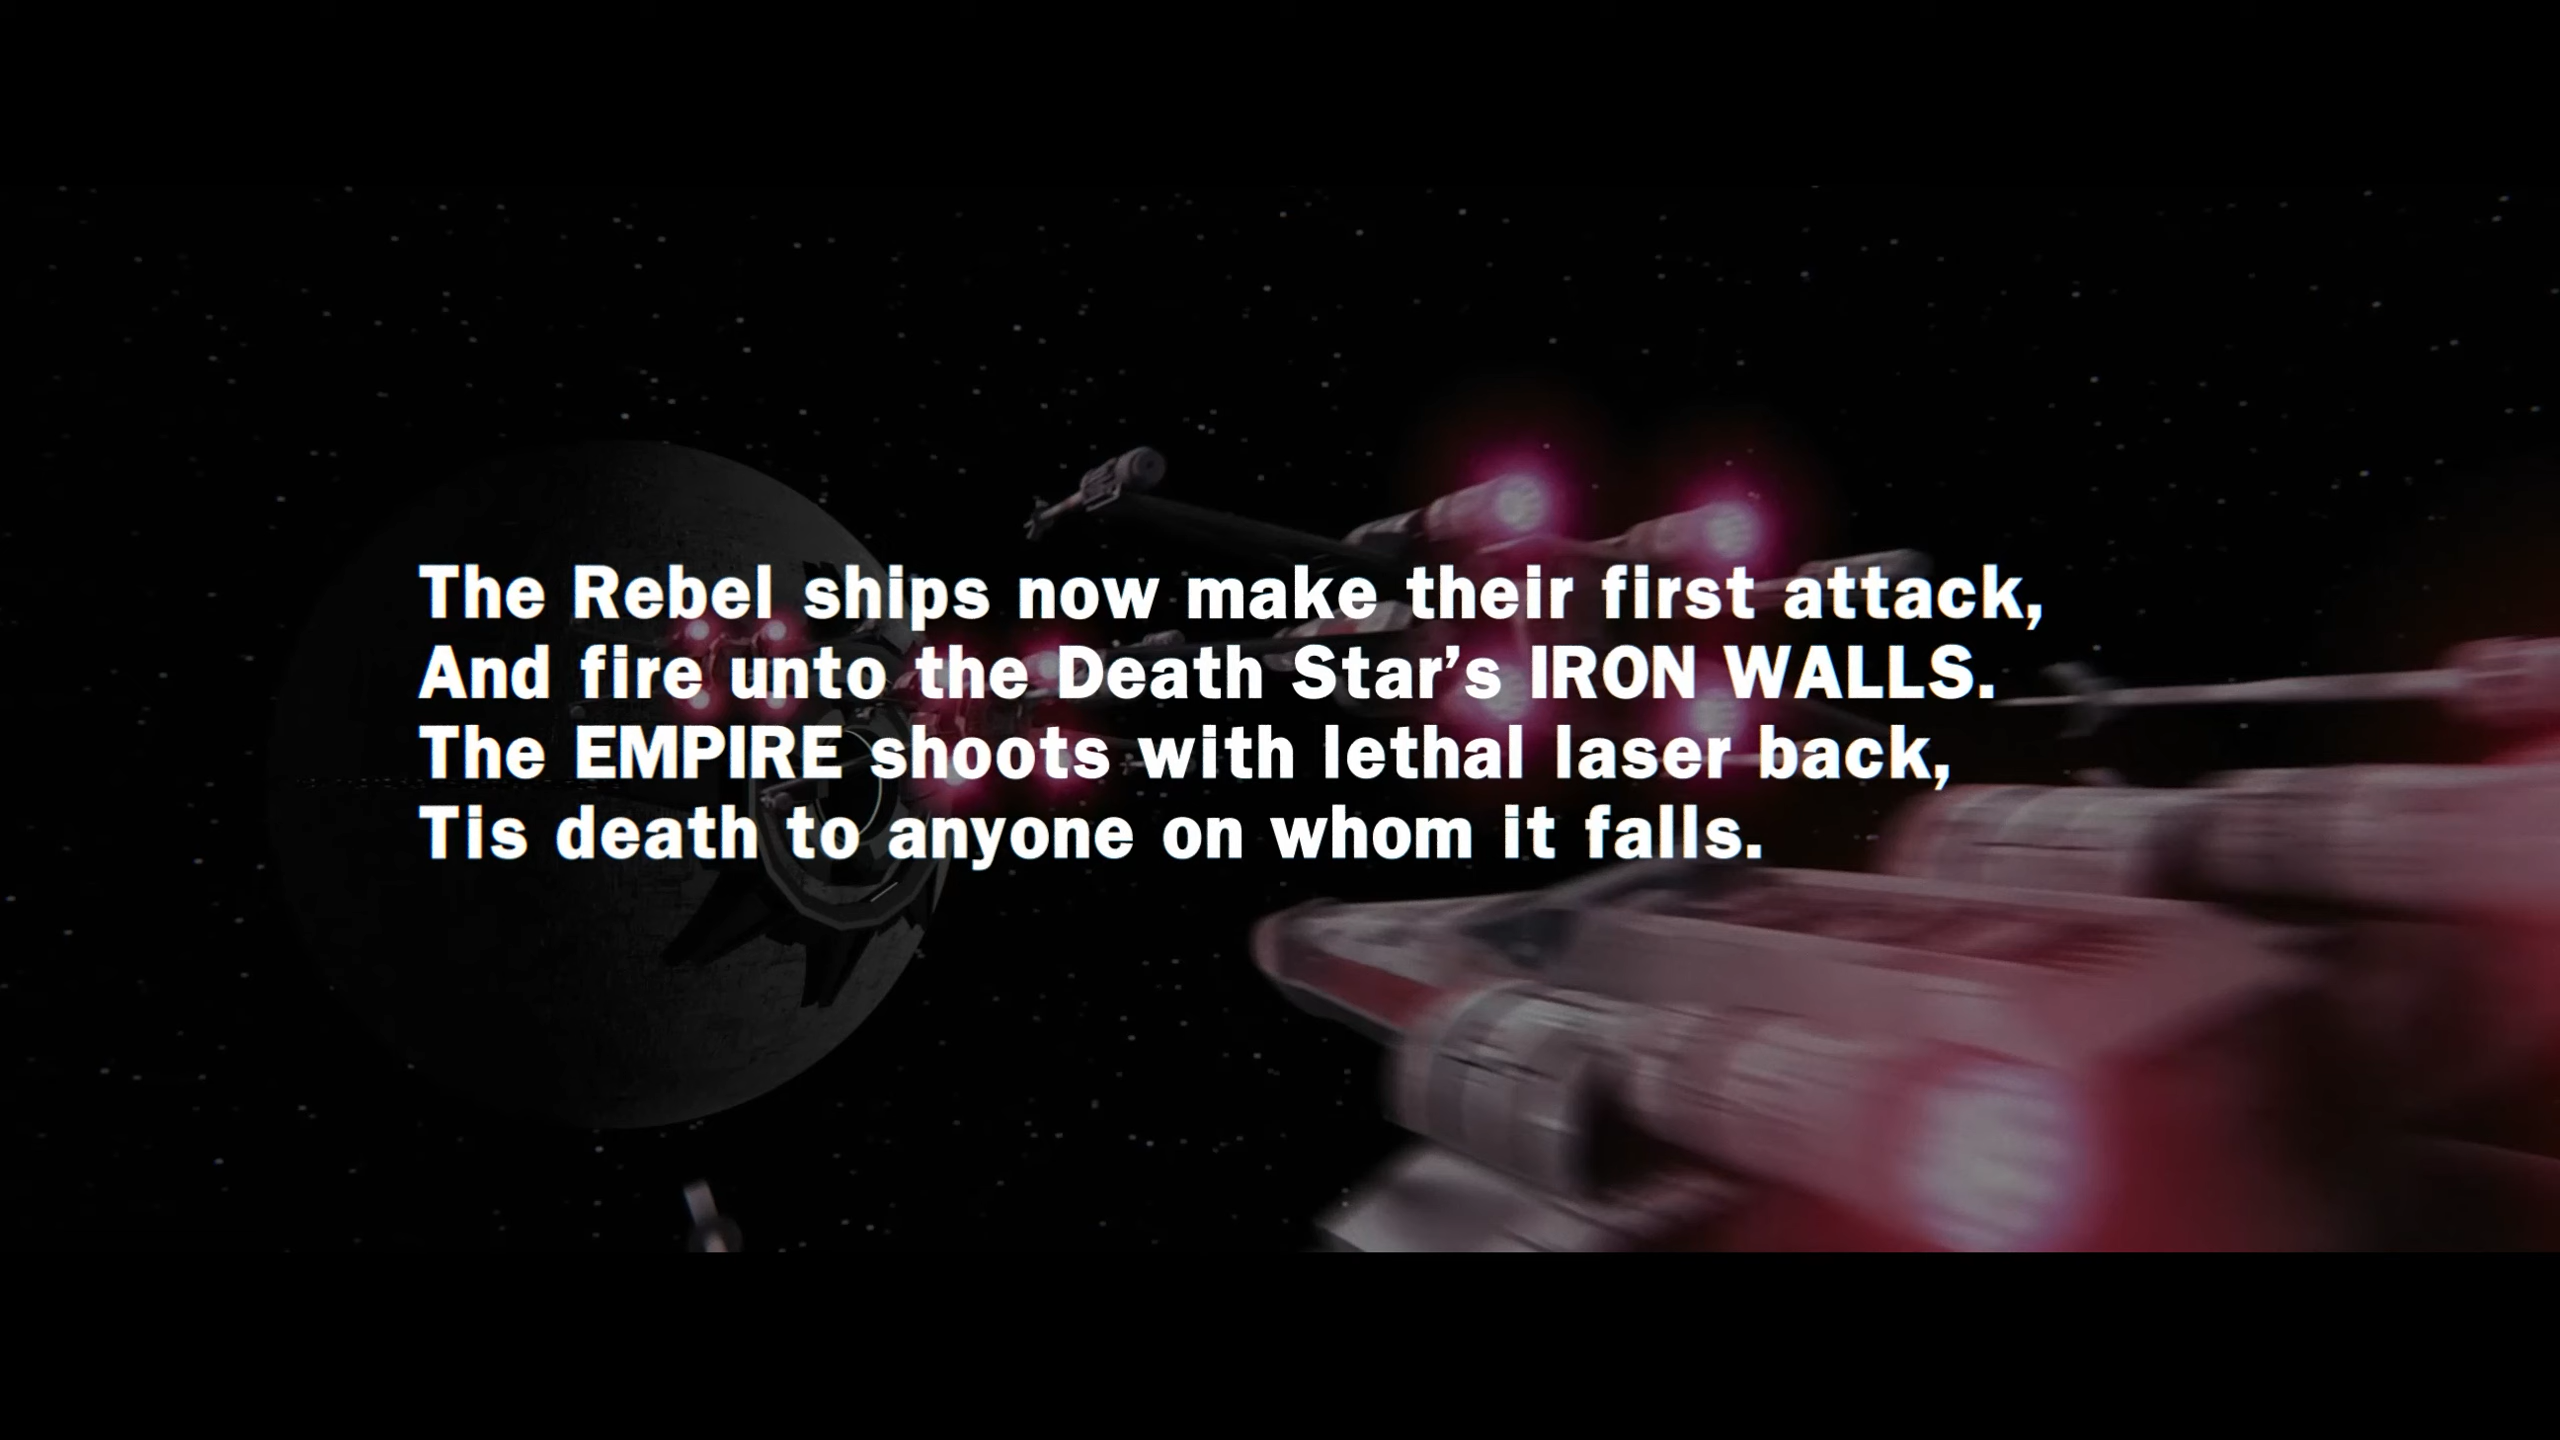 The Rebel ships now make their first attack,
And fire unto the Death Star’s IRON WALLS.
The EMPIRE shoots with lethal laser back,
Tis death to anyone on whom it falls.